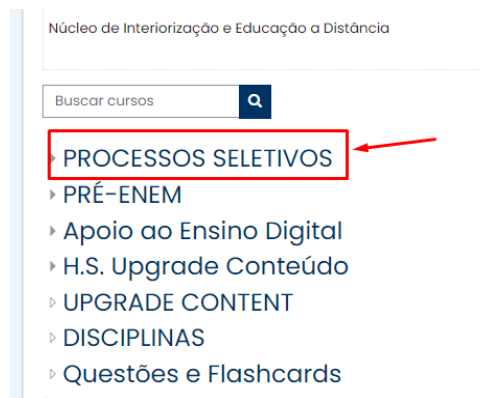 Núcleo de Interiorização e Educação a Distância
Buscar cursos
PROCESSOS SELETIVOS
PRÉ-ENEM
Apoio ao Ensino Digital
H.S. Upgrade Conteúdo
UPGRADE CONTENT
DISCIPLINAS
Questões e Flashcards